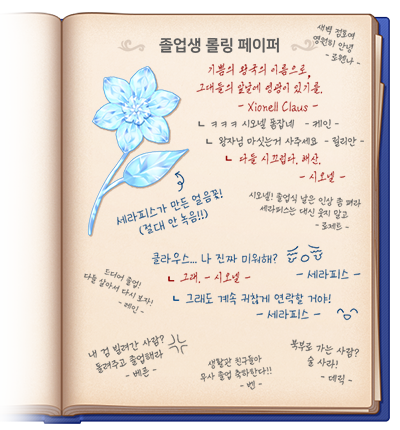 졸업생 롤링 페이퍼
새벽 검토여
영원히 안녕
- 로웬나 -
기쁨의 왕국의 이름으로,
그대들의 앞날에 영광이 있기를.
- Xionell Claus -
ㄴ ㅋㅋㅋㅋ 시오넬 폼잡네 - 케인 -
ㄴ 왕자님 마싯는거 사주세요 - 릴리안 -
ㄴ 다들 시끄럽다. 해산.
- 시오넬 -
세라피스가 만든 얼음꽃!
(절대 안 녹음!!)
시오넬! 졸업식 날은 인상 좀 펴라
세라피스는 대신 웃지 말고
- 로제트 -
클라우스... 나 진짜 미워해?
- 세라피스 -
ㄴ 그래. - 시오넬 -
ㄴ 그래도 계속 귀찮게 연락할 거야!
- 세라피스 -
드디어 졸업!
다들 살아서 다시 보자!
- 레인 -
내 검 빌려간 사람?
돌려주고 졸업해라
- 베론 -
생활관 친구들아
무사 졸업 축하한다!!
- 벤 -
북부로 가는 사람?
술 사라!
- 데릭 -